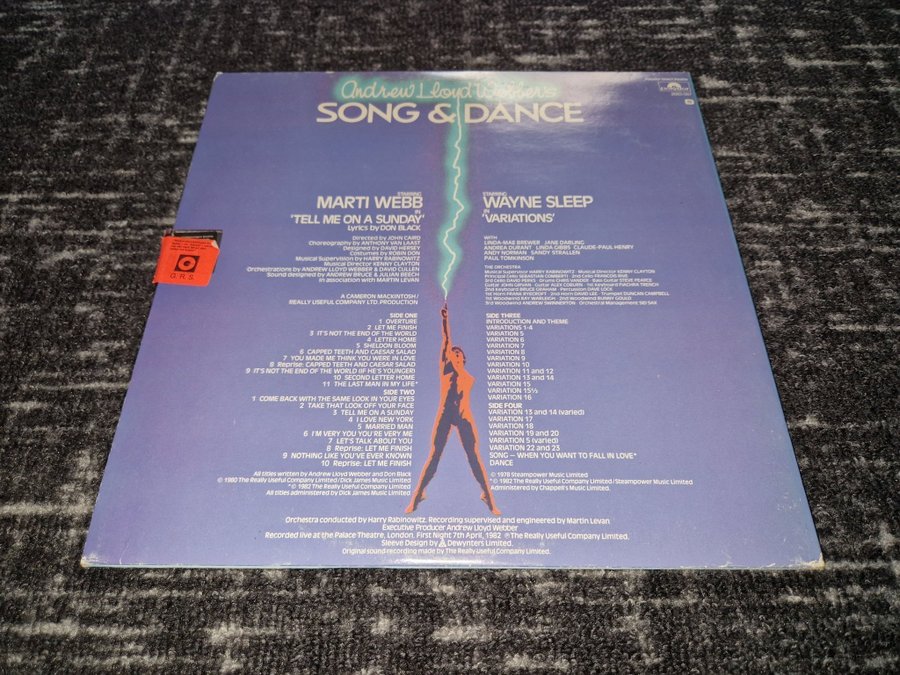 Andrew Lloyd Webber's
SONG & DANCE
STARRING
MARTI WEBB
IN
'TELL ME ON A SUNDAY'
Lyrics by DON BLACK
Directed by JOHN CAIRD
Choreography by ANTHONY VAN LAAST
Designed by DAVID HERSEY
Costumes by ROBIN DON
Musical Supervision by HARRY RABINOWITZ
Musical Director KENNY CLAYTON
Orchestrations by ANDREW LLOYD WEBBER & DAVID CULLEN
Sound designed by ANDREW BRUCE & JULIAN BEECH
In association with MARTIN LEVAN
A CAMERON MACKINTOSH/
REALLY USEFUL COMPANY LTD. PRODUCTION
STARRING
WAYNE SLEEP
IN
'VARIATIONS'
WITH
LINDA-MAE BREWER JANE DARLING
ANDREA DURANT LINDA GIBBS CLAUDE-PAUL HENRY
ANDY NORMAN SANDY STRALLEN
PAUL TOMKINSON
THE ORCHESTRA
Musical Supervisor HARRY RABINOWITZ Musical Director KENNY CLAYTON
2nd Woodwind BUNNY GOULD
Orchestral Management SID SAX
O.R.S.
SIDE ONE
1 OVERTURE
2 LET ME FINISH
3 IT'S NOT THE END OF THE WORLD
4 LETTER HOME
5 SHELDON BLOOM
6 CAPPED TEETH AND CAESAR SALAD
7 YOU MADE ME THINK YOU WERE IN LOVE
8 Reprise: CAPPED TEETH AND CAESAR SALAD
9 IT'S NOT THE END OF THE WORLD (IF HE'S YOUNGER)
10 SECOND LETTER HOME
11 THE LAST MAN IN MY LIFE*
SIDE TWO
1 COME BACK WITH THE SAME LOOK IN YOUR EYES
2 TAKE THAT LOOK OFF YOUR FACE
3 TELL ME ON A SUNDAY
4 I LOVE NEW YORK
5 MARRIED MAN
6 I'M VERY YOU YOU'RE VERY ME
7 LET'S TALK ABOUT YOU
8 Reprise: LET ME FINISH
9 NOTHING LIKE YOU'VE EVER KNOWN
10 Reprise: LET ME FINISH
All titles written by Andrew Lloyd Webber and Don Black
© 1980 The Really Useful Company Limited/Dick James Music Limited
*© 1982 The Really Useful Company Limited
All titles administered by Dick James Music Limited
SIDE THREE
INTRODUCTION AND THEME
VARIATIONS 1-4
VARIATION 5
VARIATION 6
VARIATION 7
VARIATION 8
VARIATION 9
VARIATION 10
VARIATION 11 and 12
VARIATION 13 and 14
VARIATION 15
VARIATION 15½
VARIATION 16
SIDE FOUR
VARIATION 13 and 14 (varied)
VARIATION 17
VARIATION 18
VARIATION 19 and 20
VARIATION 5 (varied)
VARIATION 22 and 23
SONG — WHEN YOU WANT TO FALL IN LOVE*
DANCE
© 1978 Steampower Music Limited
*© 1982 The Really Useful Company Limited/Steampower Music Limited
Administered by Chappell's Music Limited.
Orchestra conducted by Harry Rabinowitz. Recording supervised and engineered by Martin Levan
Executive Producer Andrew Lloyd Webber
Recorded live at the Palace Theatre, London. First Night 7th April, 1982 ℗ The Really Useful Company Limited.
Sleeve Design by Dewynters Limited.
Original sound recording made by The Really Useful Company Limited